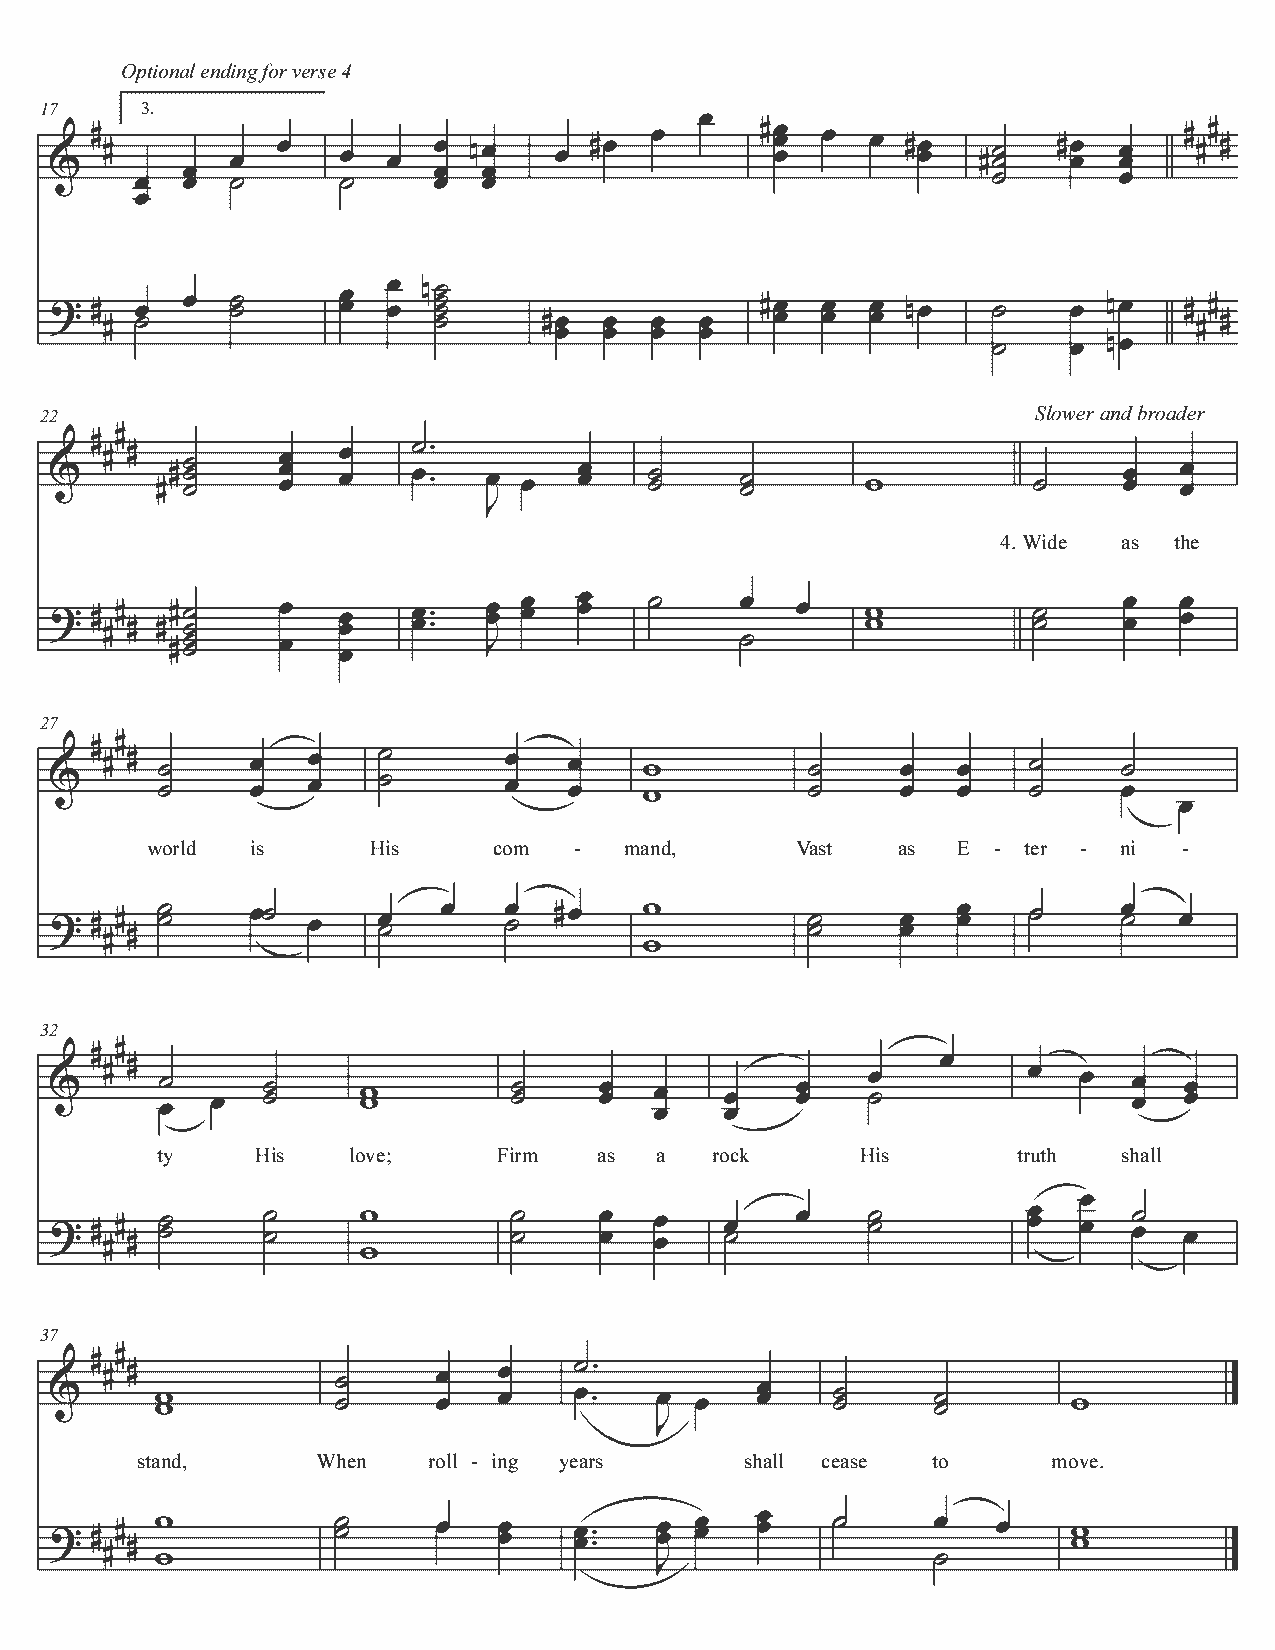 Optional ending for verse 4
17
3.
22
Slower and broader
4. Wide as the
27
world is His com - mand, Vast as E - ter - ni -
32
ty His love; Firm as a rock His truth shall
37
stand, When roll - ing years shall cease to move.